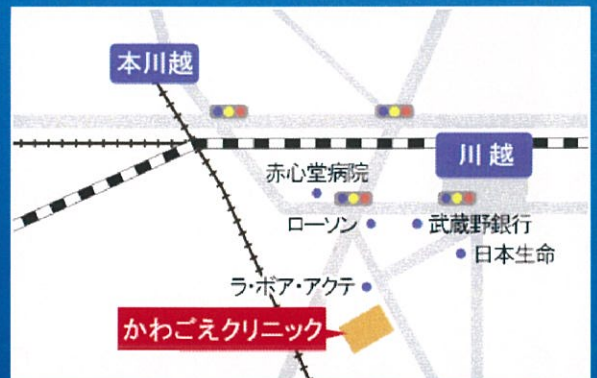 本川越
川越
赤心堂病院
ローソン
武蔵野銀行
日本生命
ラ・ボア・アクテ
かわごえクリニック